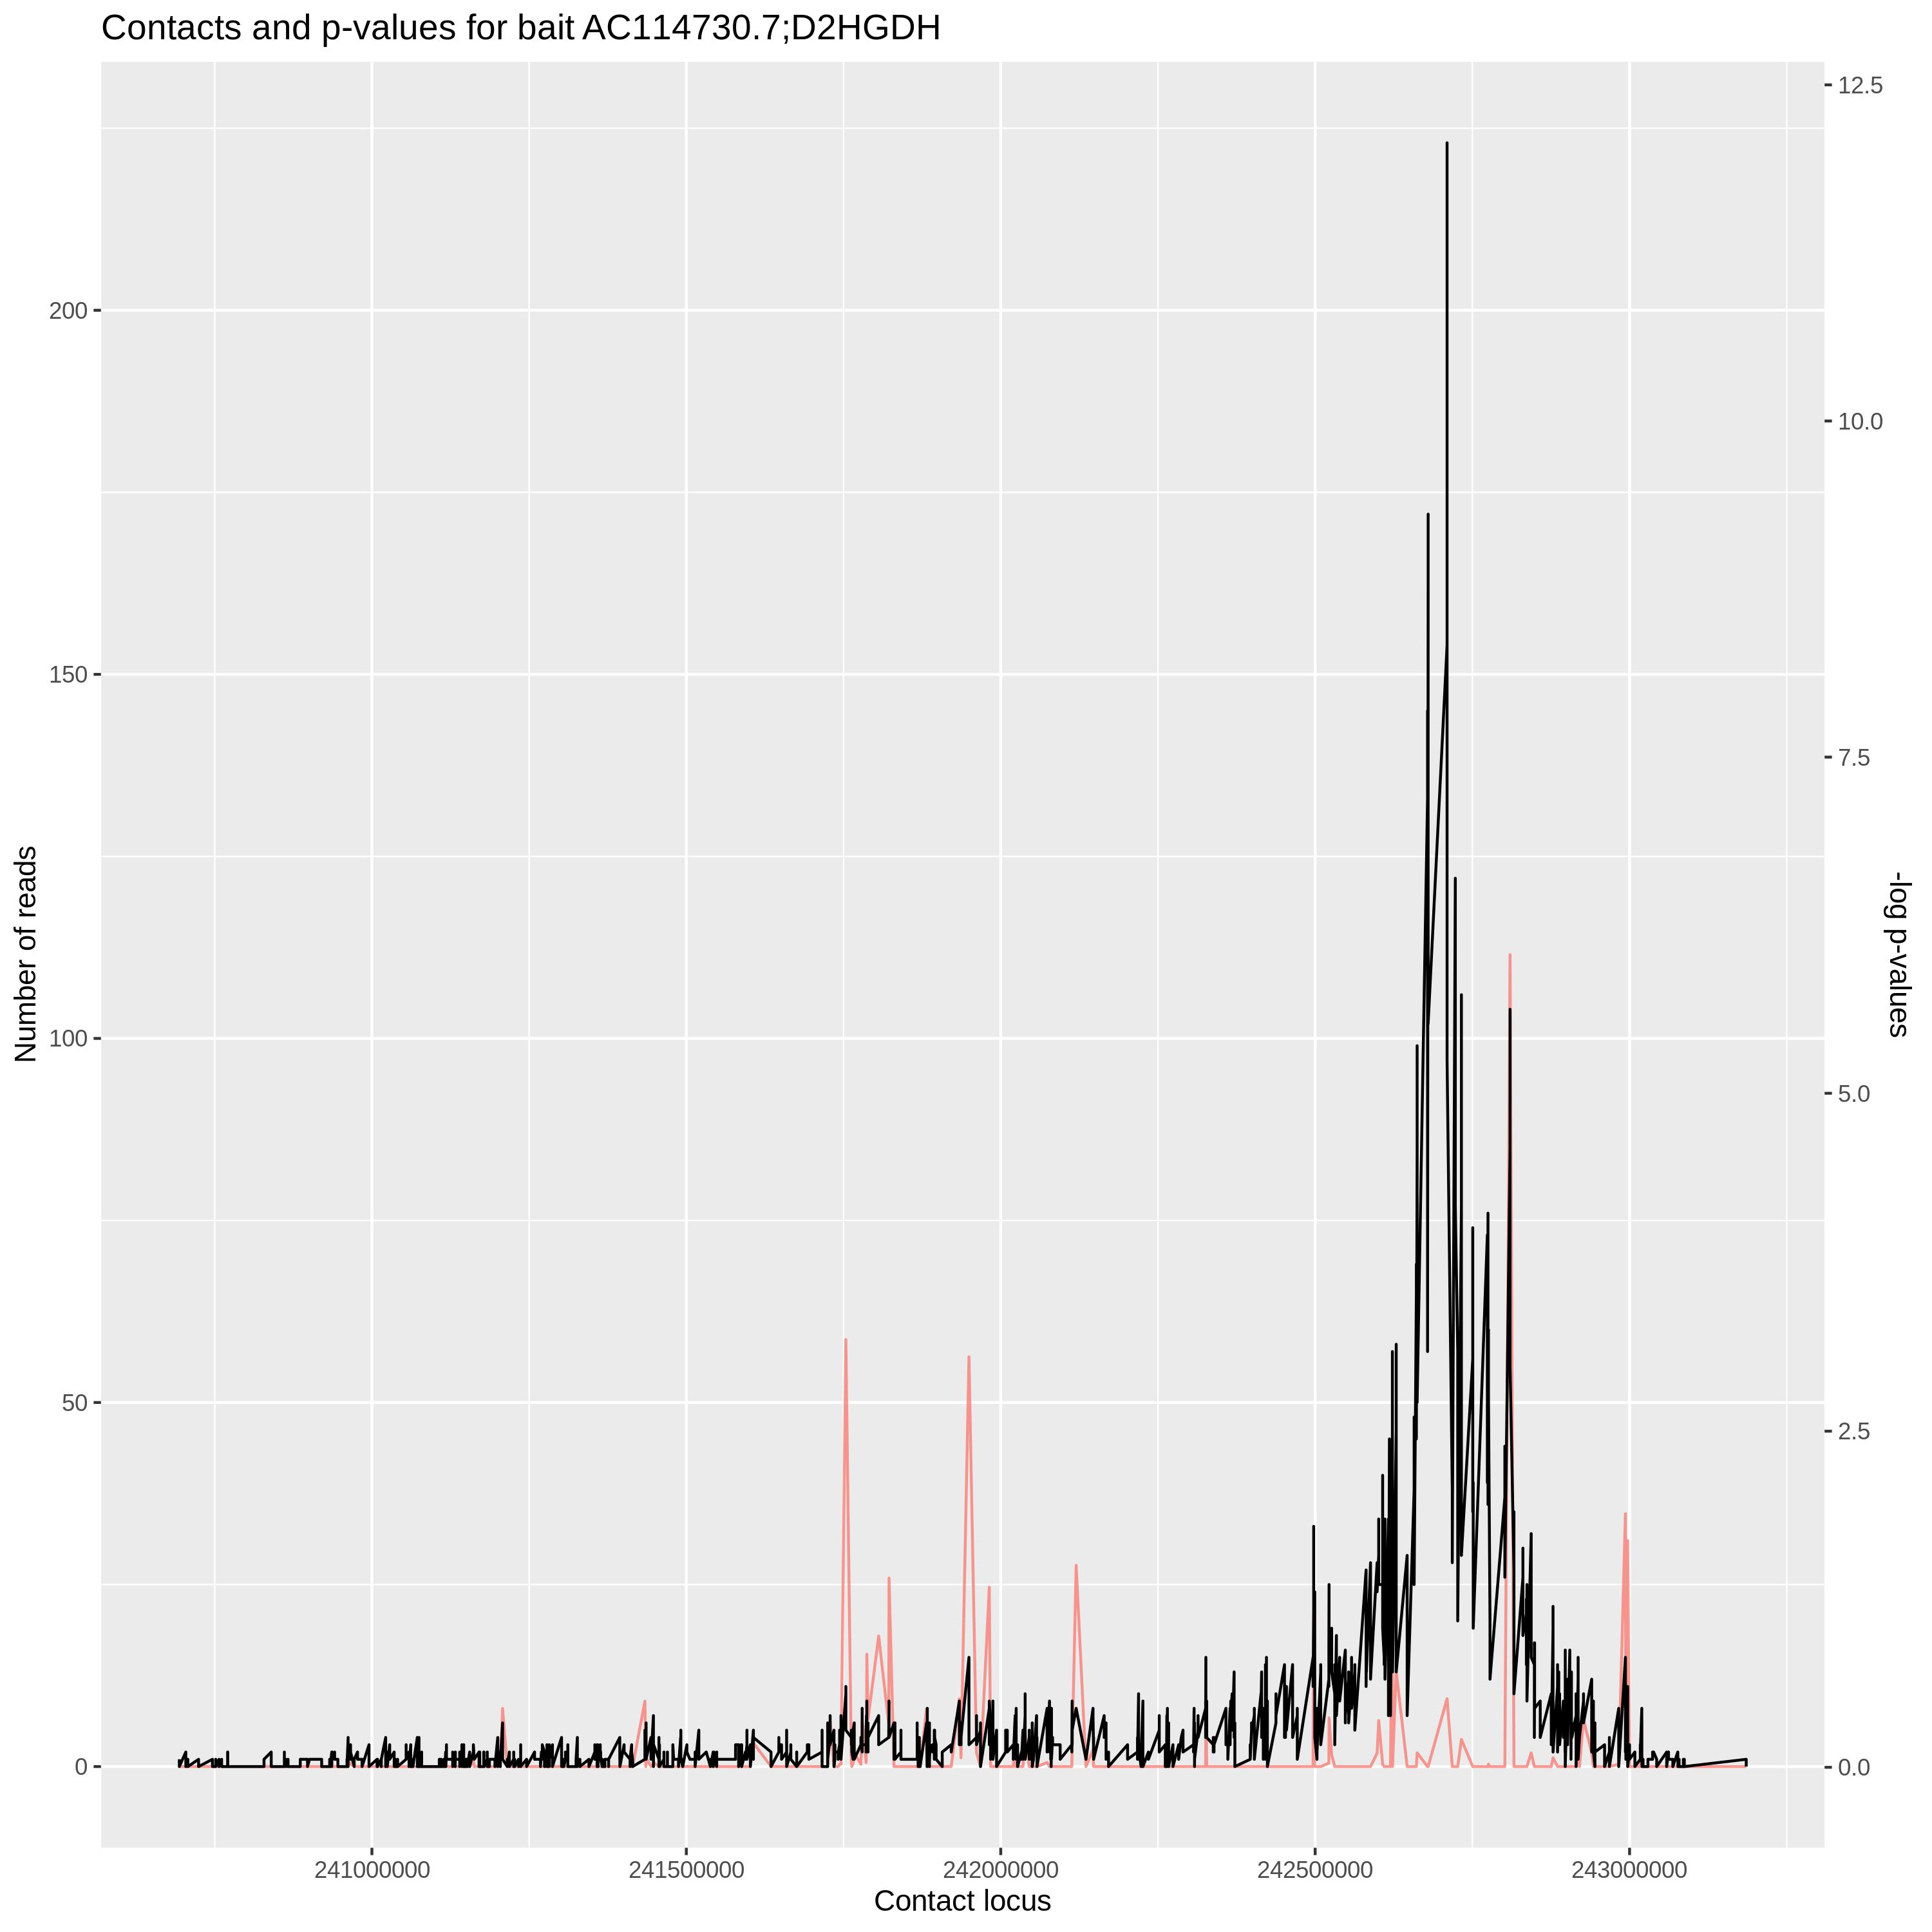 Contacts and p-values for bait AC114730.7;D2HGDH
12.5
200
10.0
150
7.5
Number of reads
-log p-values
100
5.0
50
2.5
0
0.0
241000000 241500000 242000000 242500000 243000000
Contact locus